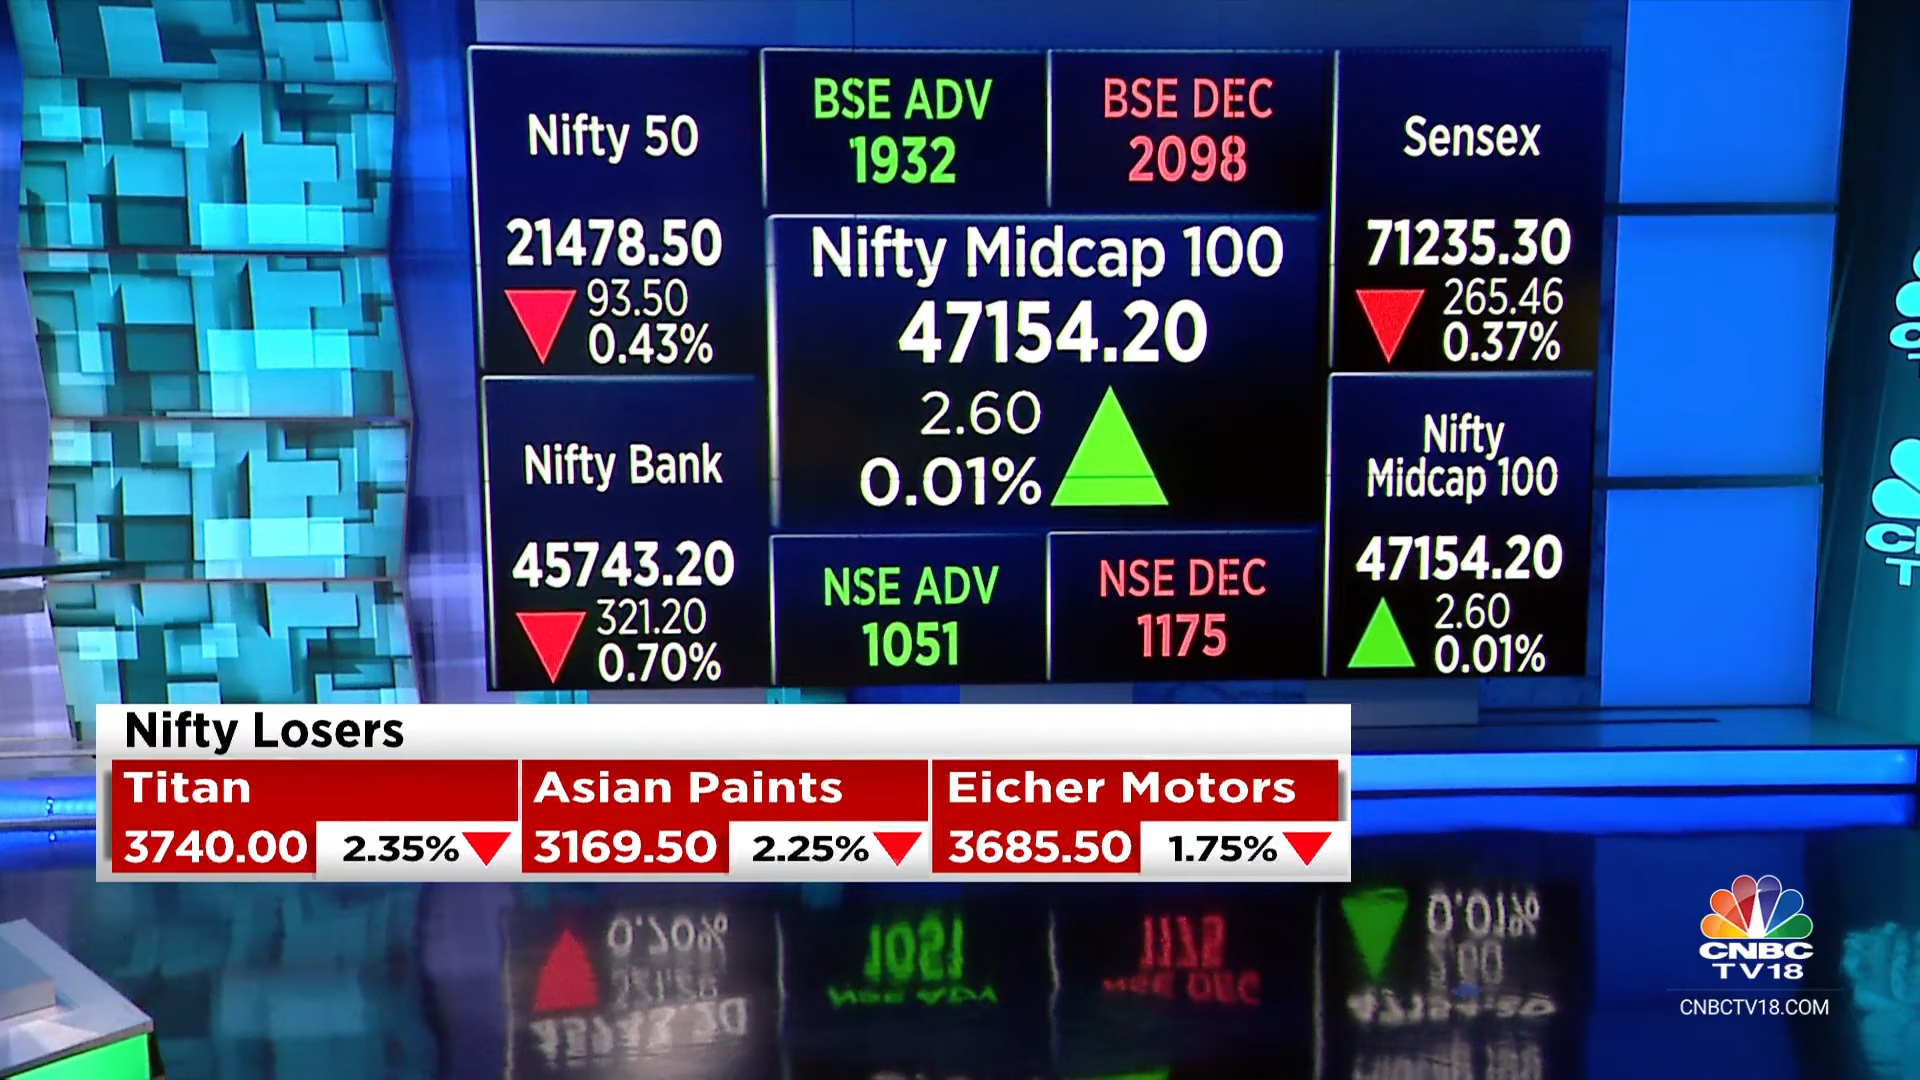 Nifty 50
21478.50
93.50
0.43%
BSE ADV
1932
BSE DEC
2098
Sensex
71235.30
265.46
0.37%
Nifty Midcap 100
47154.20
2.60
0.01%
Nifty Bank
45743.20
321.20
0.70%
NSE ADV
1051
NSE DEC
1175
Nifty
Midcap 100
47154.20
2.60
0.01%
Nifty Losers
Titan
3740.00 2.35%
Asian Paints
3169.50 2.25%
Eicher Motors
3685.50 1.75%
CNBC
TV18
CNBCTV18.COM